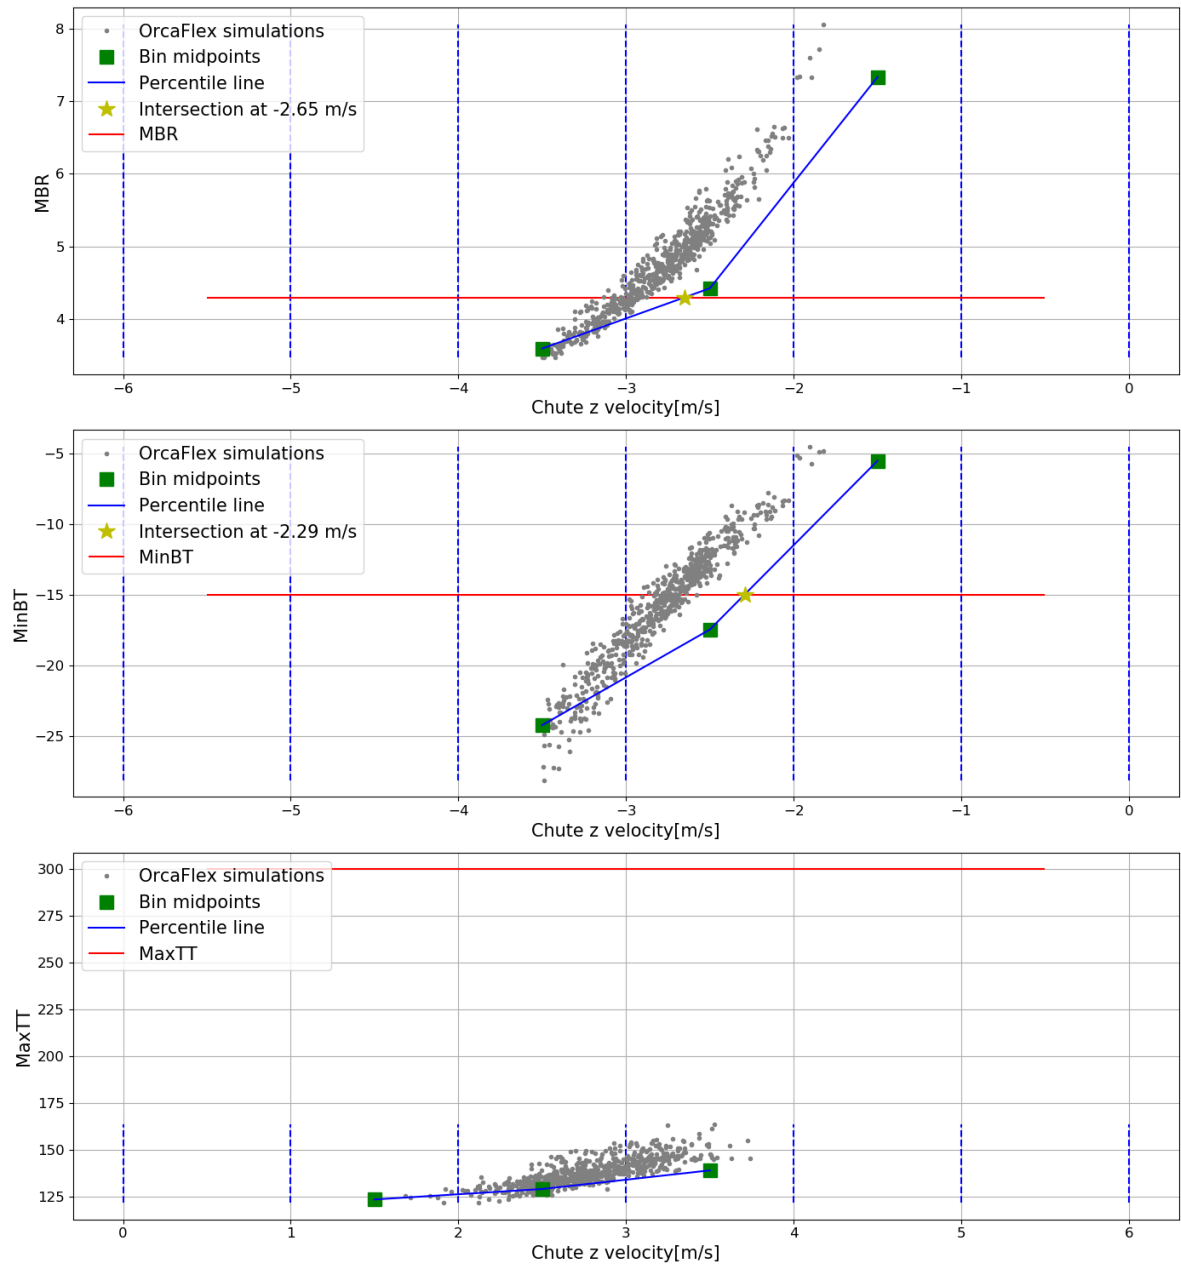 8
7
6
5
4
MBR
OrcaFlex simulations
Bin midpoints
Percentile line
Intersection at -2.65 m/s
MBR
−6 −5 −4 −3 −2 −1 0
Chute z velocity[m/s]
−5
−10
−15
−20
−25
MinBT
OrcaFlex simulations
Bin midpoints
Percentile line
Intersection at -2.29 m/s
MinBT
−6 −5 −4 −3 −2 −1 0
Chute z velocity[m/s]
300
275
250
225
200
175
150
125
MaxTT
OrcaFlex simulations
Bin midpoints
Percentile line
MaxTT
0 1 2 3 4 5 6
Chute z velocity[m/s]